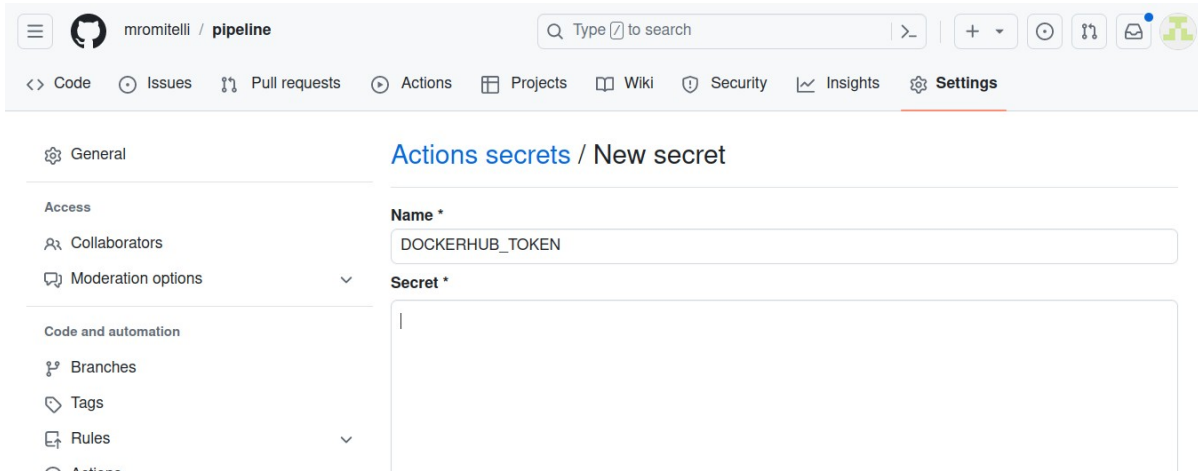 mromitelli / pipeline
Type / to search
Code
Issues
Pull requests
Actions
Projects
Wiki
Security
Insights
Settings
General
Access
Collaborators
Moderation options
Code and automation
Branches
Tags
Rules
Actions
Actions secrets / New secret
Name *
DOCKERHUB_TOKEN
Secret *